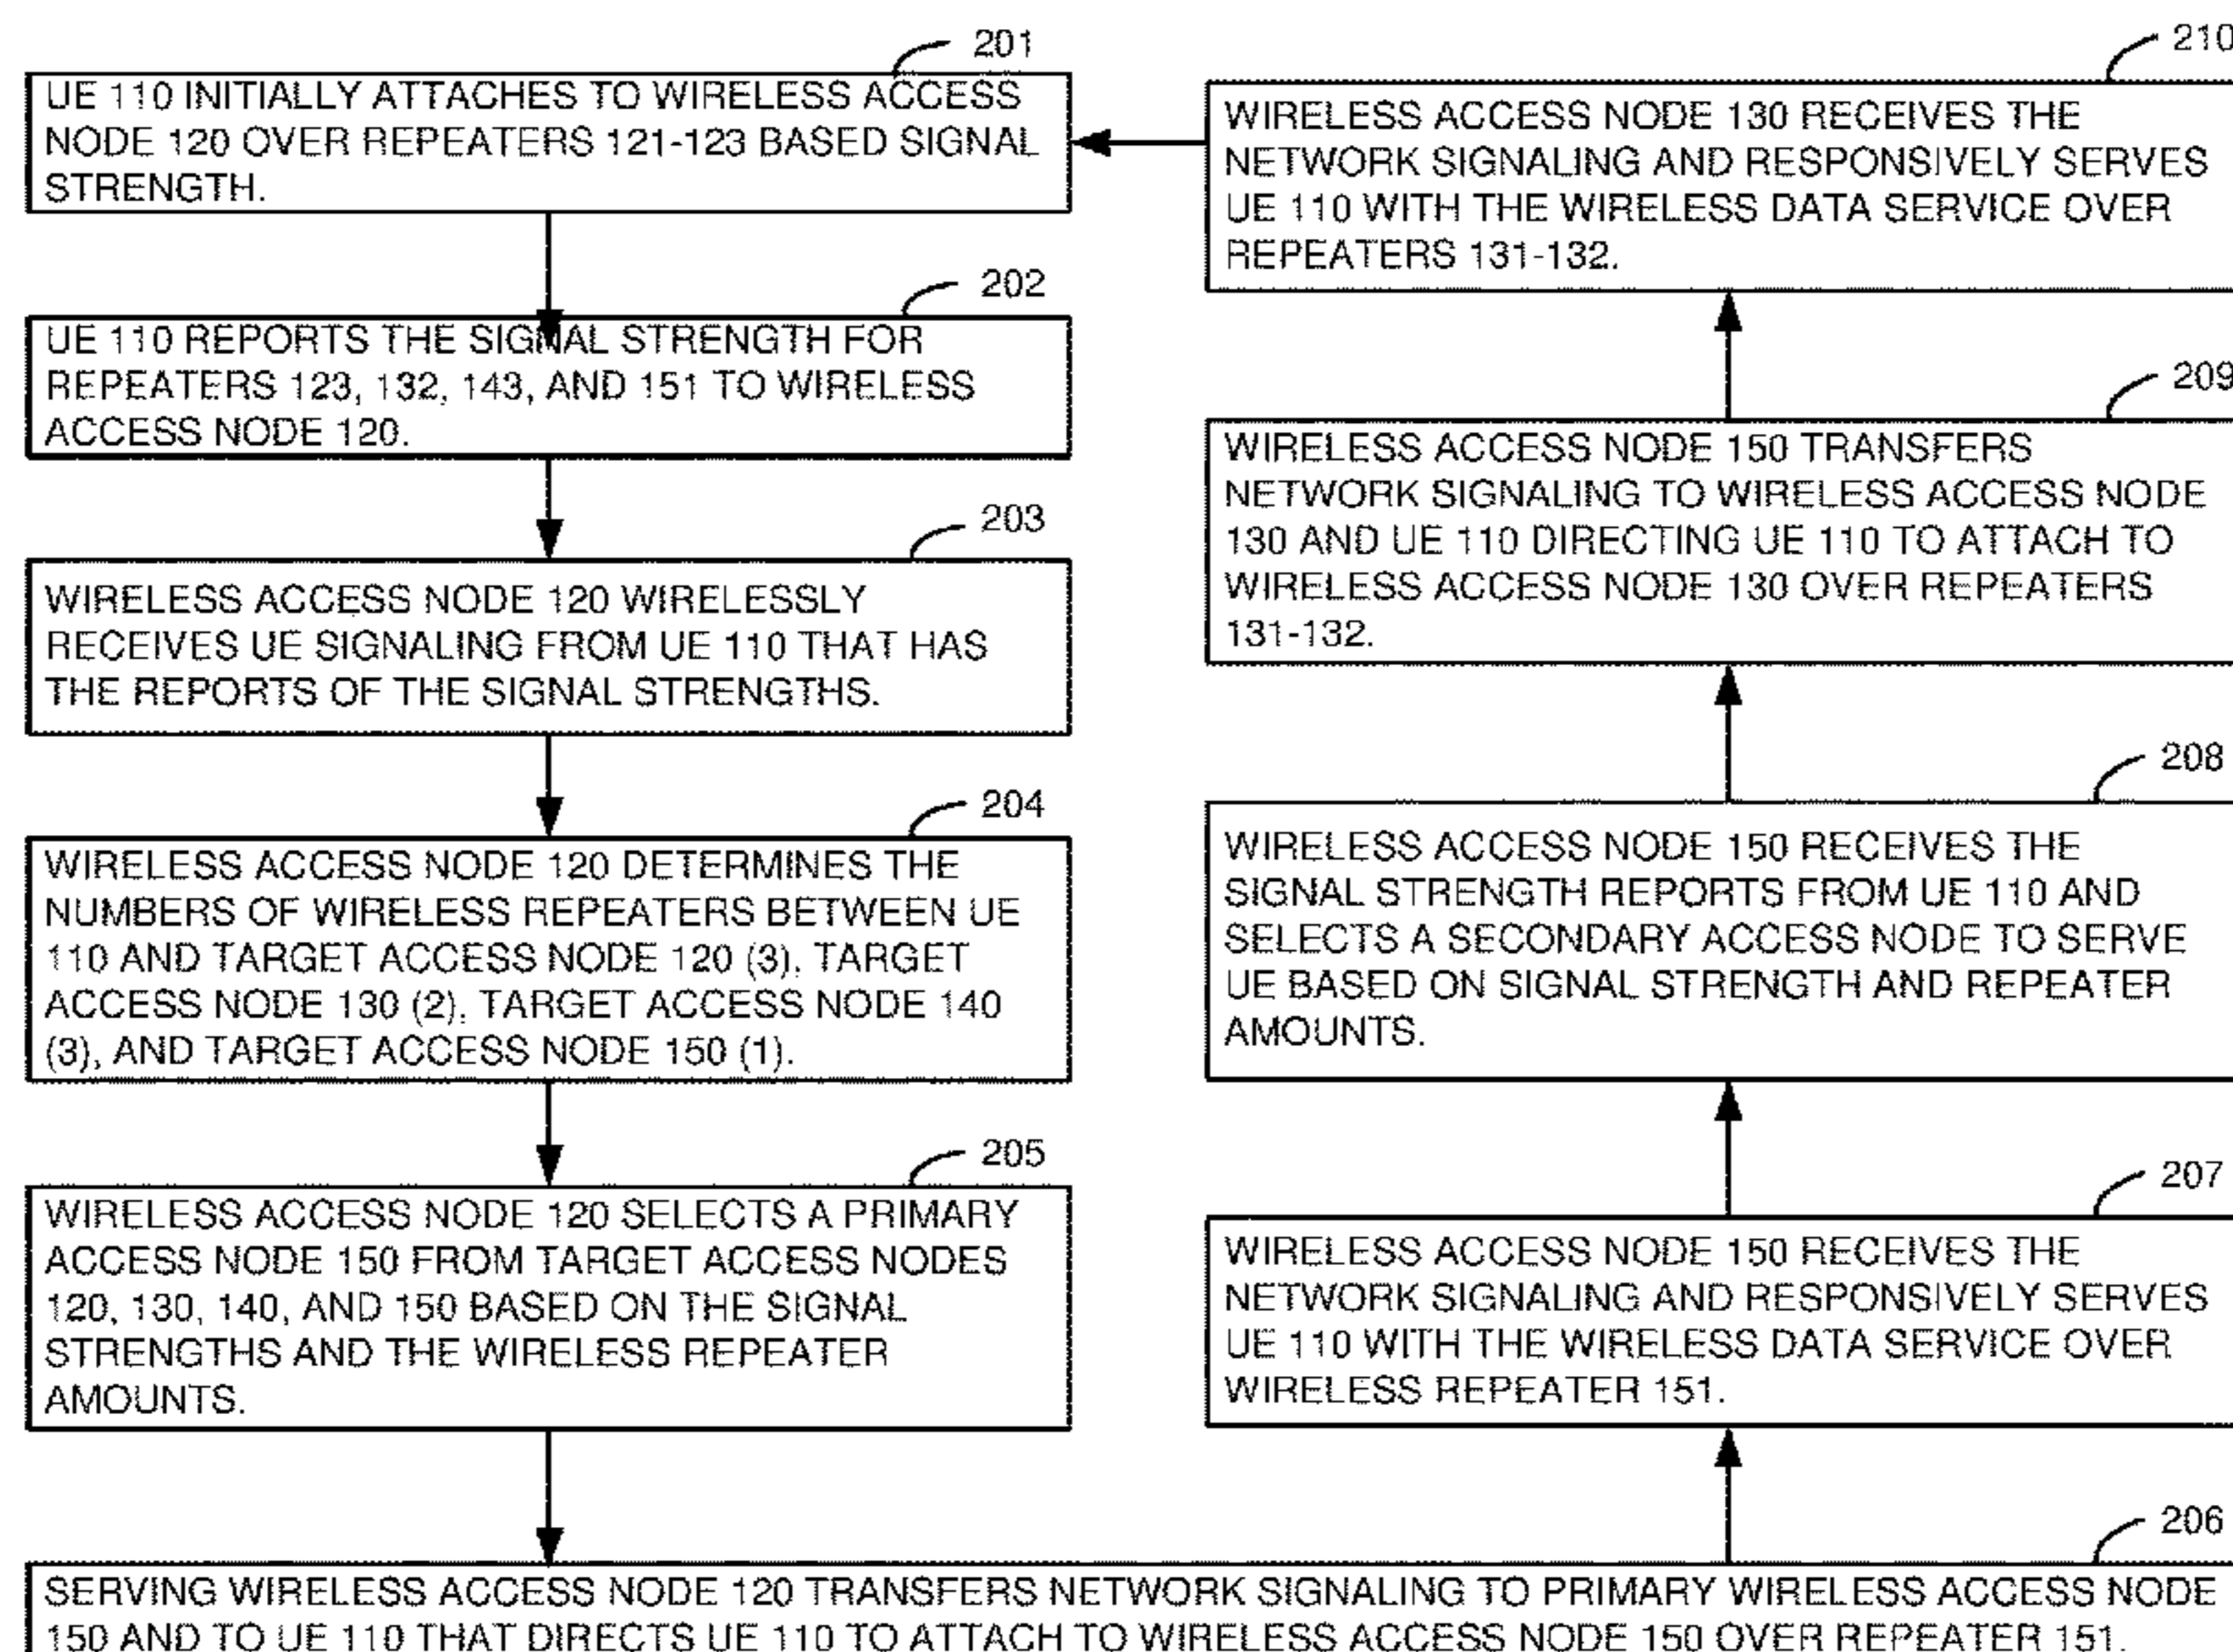 201
UE 110 INITIALLY ATTACHES TO WIRELESS ACCESS
NODE 120 OVER REPEATERS 121-123 BASED SIGNAL
STRENGTH.
202
UE 110 REPORTS THE SIGNAL STRENGTH FOR
REPEATERS 123, 132, 143, AND 151 TO WIRELESS
ACCESS NODE 120.
203
WIRELESS ACCESS NODE 120 WIRELESSLY
RECEIVES UE SIGNALING FROM UE 110 THAT HAS
THE REPORTS OF THE SIGNAL STRENGTHS.
204
WIRELESS ACCESS NODE 120 DETERMINES THE
NUMBERS OF WIRELESS REPEATERS BETWEEN UE
110 AND TARGET ACCESS NODE 120 (3), TARGET
ACCESS NODE 130 (2), TARGET ACCESS NODE 140
(3), AND TARGET ACCESS NODE 150 (1).
205
WIRELESS ACCESS NODE 120 SELECTS A PRIMARY
ACCESS NODE 150 FROM TARGET ACCESS NODES
120, 130, 140, AND 150 BASED ON THE SIGNAL
STRENGTHS AND THE WIRELESS REPEATER
AMOUNTS.
206
SERVING WIRELESS ACCESS NODE 120 TRANSFERS NETWORK SIGNALING TO PRIMARY WIRELESS ACCESS NODE
150 AND TO UE 110 THAT DIRECTS UE 110 TO ATTACH TO WIRELESS ACCESS NODE 150 OVER REPEATER 151.
207
WIRELESS ACCESS NODE 150 RECEIVES THE
NETWORK SIGNALING AND RESPONSIVELY SERVES
UE 110 WITH THE WIRELESS DATA SERVICE OVER
WIRELESS REPEATER 151.
208
WIRELESS ACCESS NODE 150 RECEIVES THE
SIGNAL STRENGTH REPORTS FROM UE 110 AND
SELECTS A SECONDARY ACCESS NODE TO SERVE
UE BASED ON SIGNAL STRENGTH AND REPEATER
AMOUNTS.
209
WIRELESS ACCESS NODE 150 TRANSFERS
NETWORK SIGNALING TO WIRELESS ACCESS NODE
130 AND UE 110 DIRECTING UE 110 TO ATTACH TO
WIRELESS ACCESS NODE 130 OVER REPEATERS
131-132.
210
WIRELESS ACCESS NODE 130 RECEIVES THE
NETWORK SIGNALING AND RESPONSIVELY SERVES
UE 110 WITH THE WIRELESS DATA SERVICE OVER
REPEATERS 131-132.